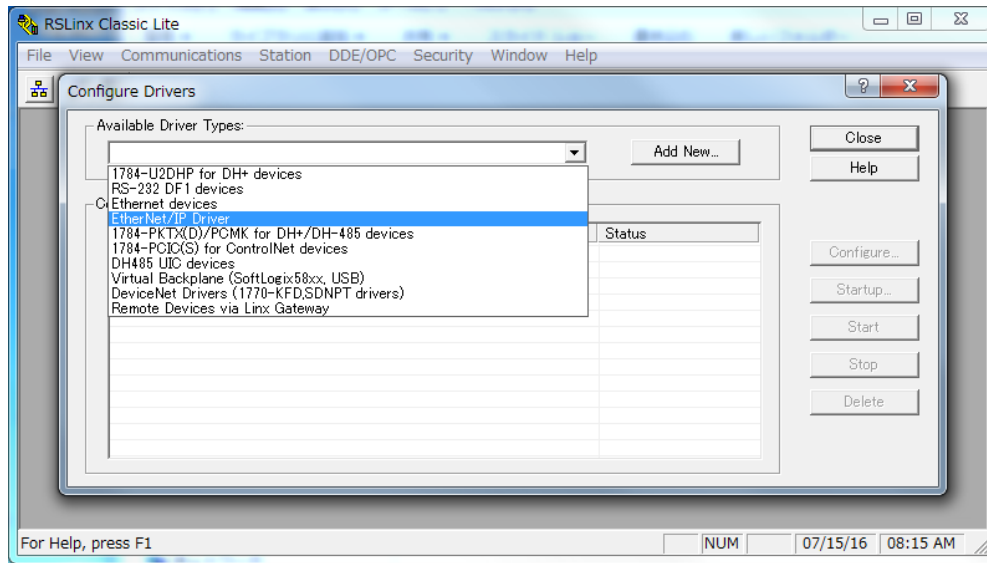 RSLinx Classic Lite
File View Communications Station DDE/OPC Security Window Help
Configure Drivers
Available Driver Types:
Add New...
Close
Help
1784-U2DHP for DH+ devices
RS-232 DF1 devices
Ethernet devices
EtherNet/IP Driver
1784-PKTX(D)/PCMK for DH+/DH-485 devices
1784-PCIC(S) for ControlNet devices
DH485 UIC devices
Virtual Backplane (SoftLogix58xx, USB)
DeviceNet Drivers (1770-KFD,SDNPT drivers)
Remote Devices via Linx Gateway
Status
Configure...
Startup...
Start
Stop
Delete
For Help, press F1
NUM
07/15/16
08:15 AM